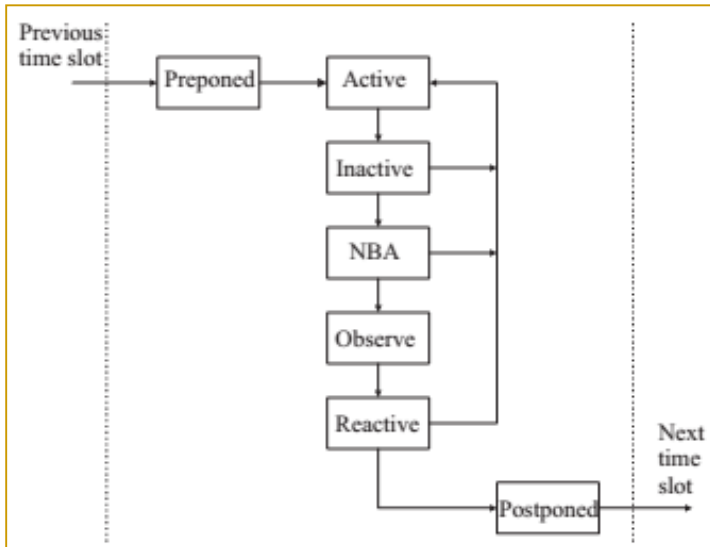 Previous
time slot
Preponed
Active
Inactive
NBA
Observe
Reactive
Next
time
slot
Postponed